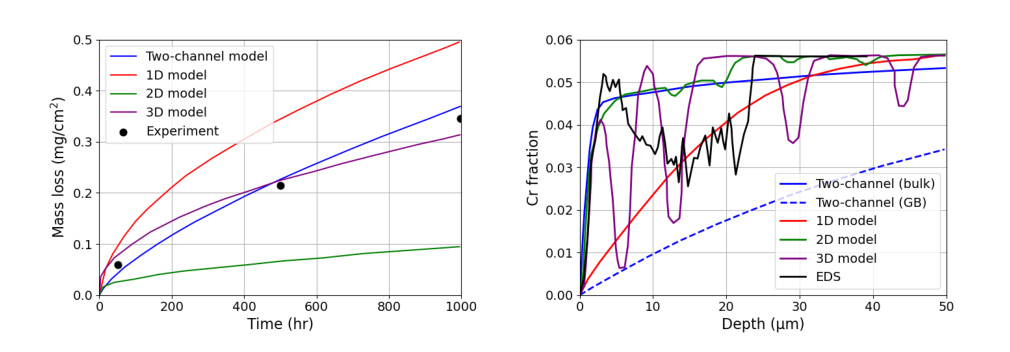 0.5
0.4
0.3
0.2
0.1
0.0
Mass loss (mg/cm²)
Two-channel model
1D model
2D model
3D model
Experiment
0 200 400 600 800 1000
Time (hr)
0.06
0.05
0.04
0.03
0.02
0.01
0.00
Cr fraction
Two-channel (bulk)
Two-channel (GB)
1D model
2D model
3D model
EDS
0 10 20 30 40 50
Depth (μm)